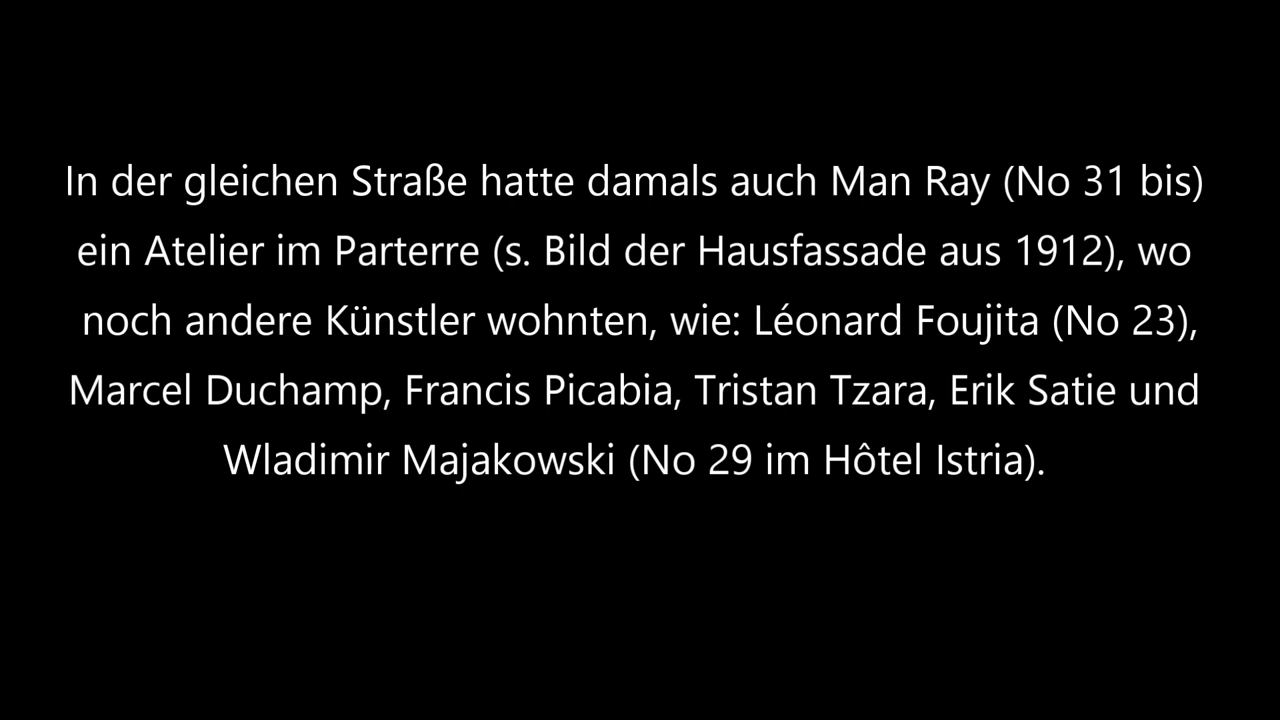 In der gleichen Straße hatte damals auch Man Ray (No 31 bis)
ein Atelier im Parterre (s. Bild der Hausfassade aus 1912), wo
noch andere Künstler wohnten, wie: Léonard Foujita (No 23),
Marcel Duchamp, Francis Picabia, Tristan Tzara, Erik Satie und
Wladimir Majakowski (No 29 im Hôtel Istria).